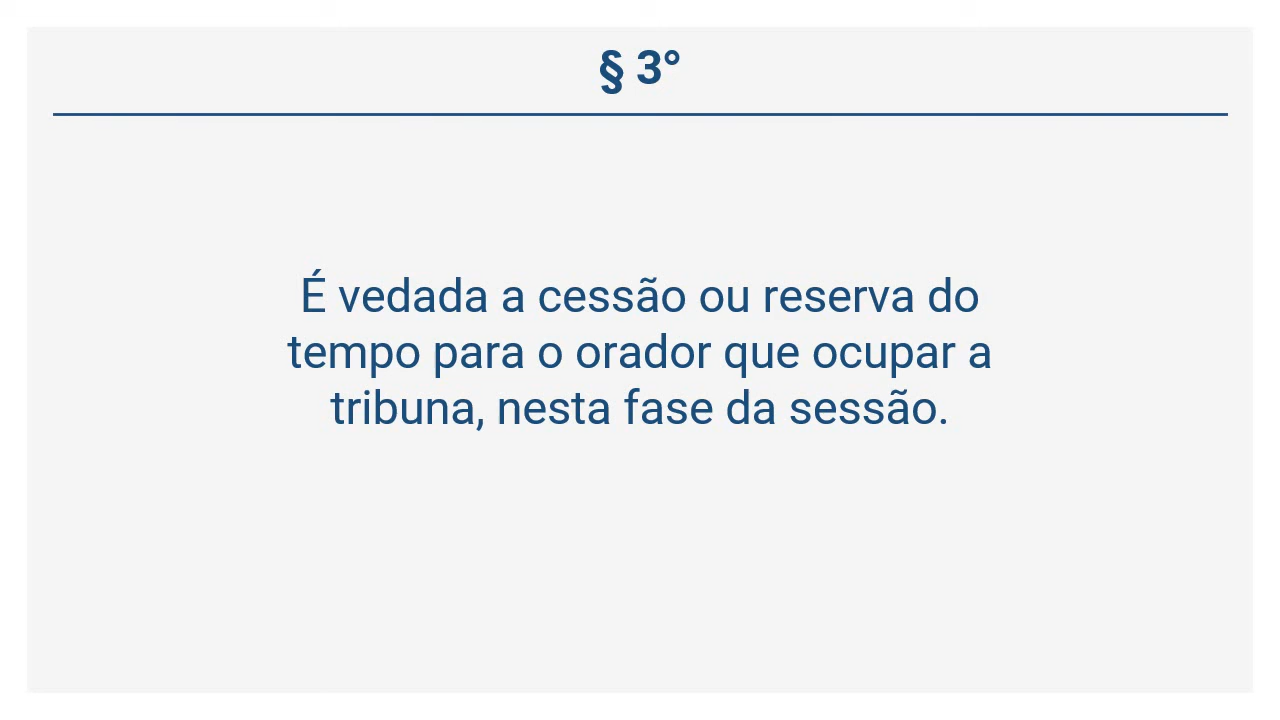 § 3°
É vedada a cessão ou reserva do
tempo para o orador que ocupar a
tribuna, nesta fase da sessão.